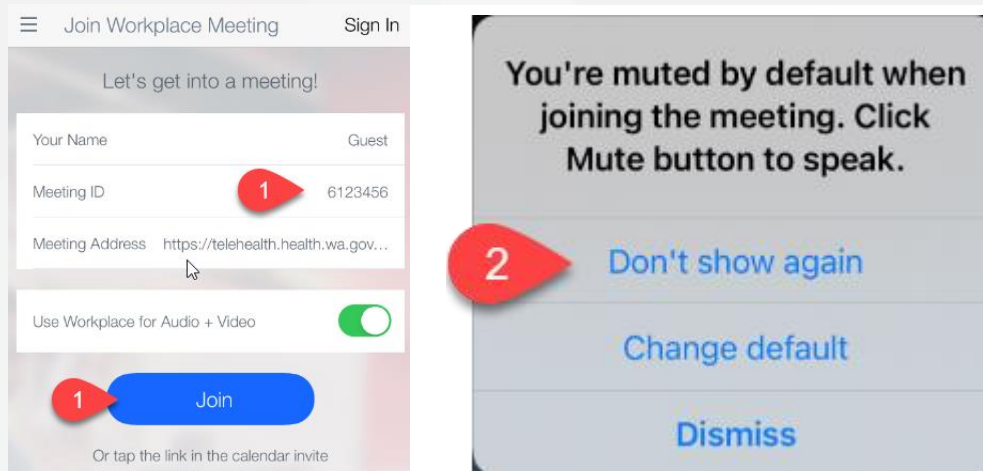 Join Workplace Meeting
Sign In
Let's get into a meeting!
Your Name Guest
Meeting ID 1 6123456
Meeting Address https://telehealth.health.wa.gov...
Use Workplace for Audio + Video
1 Join
Or tap the link in the calendar invite
You're muted by default when
joining the meeting. Click
Mute button to speak.
2 Don't show again
Change default
Dismiss